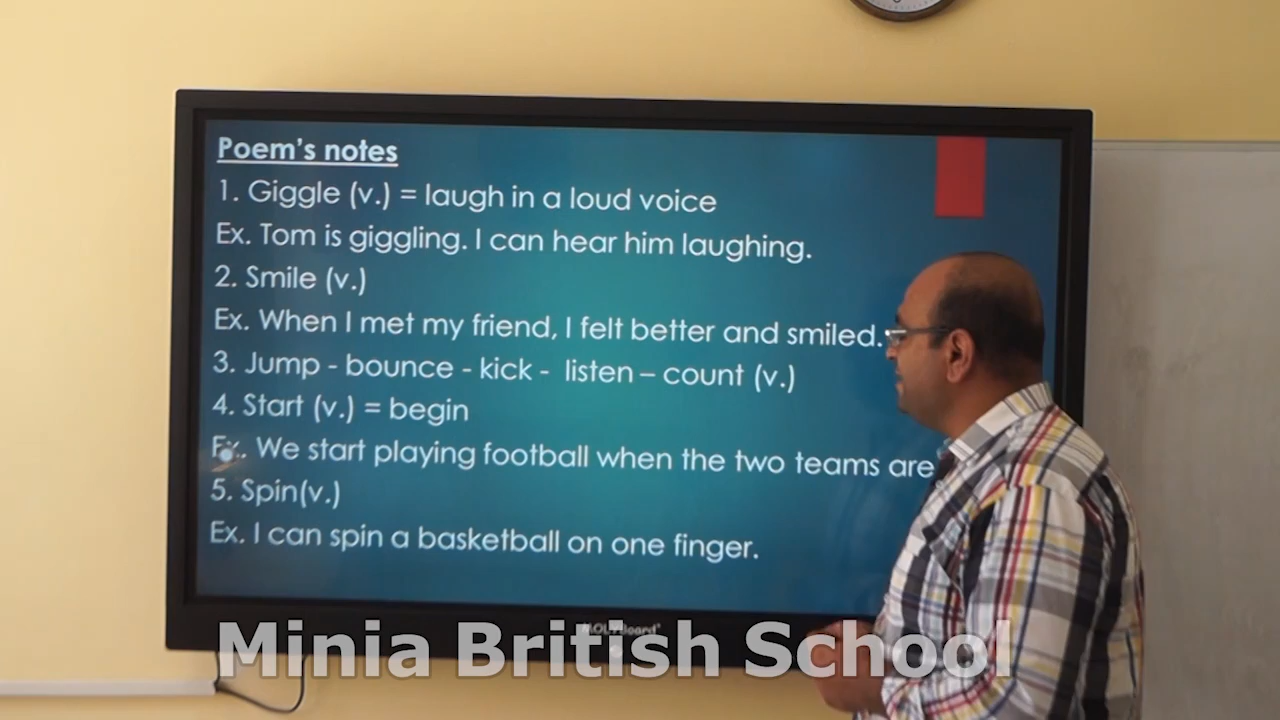 Poem's notes
1. Giggle (v.) = laugh in a loud voice
Ex. Tom is giggling. I can hear him laughing.
2. Smile (v.)
Ex. When I met my friend, I felt better and smiled.
3. Jump - bounce - kick - listen – count (v.)
4. Start (v.) = begin
Ex. We start playing football when the two teams are
5. Spin(v.)
Ex. I can spin a basketball on one finger.
Minia British School